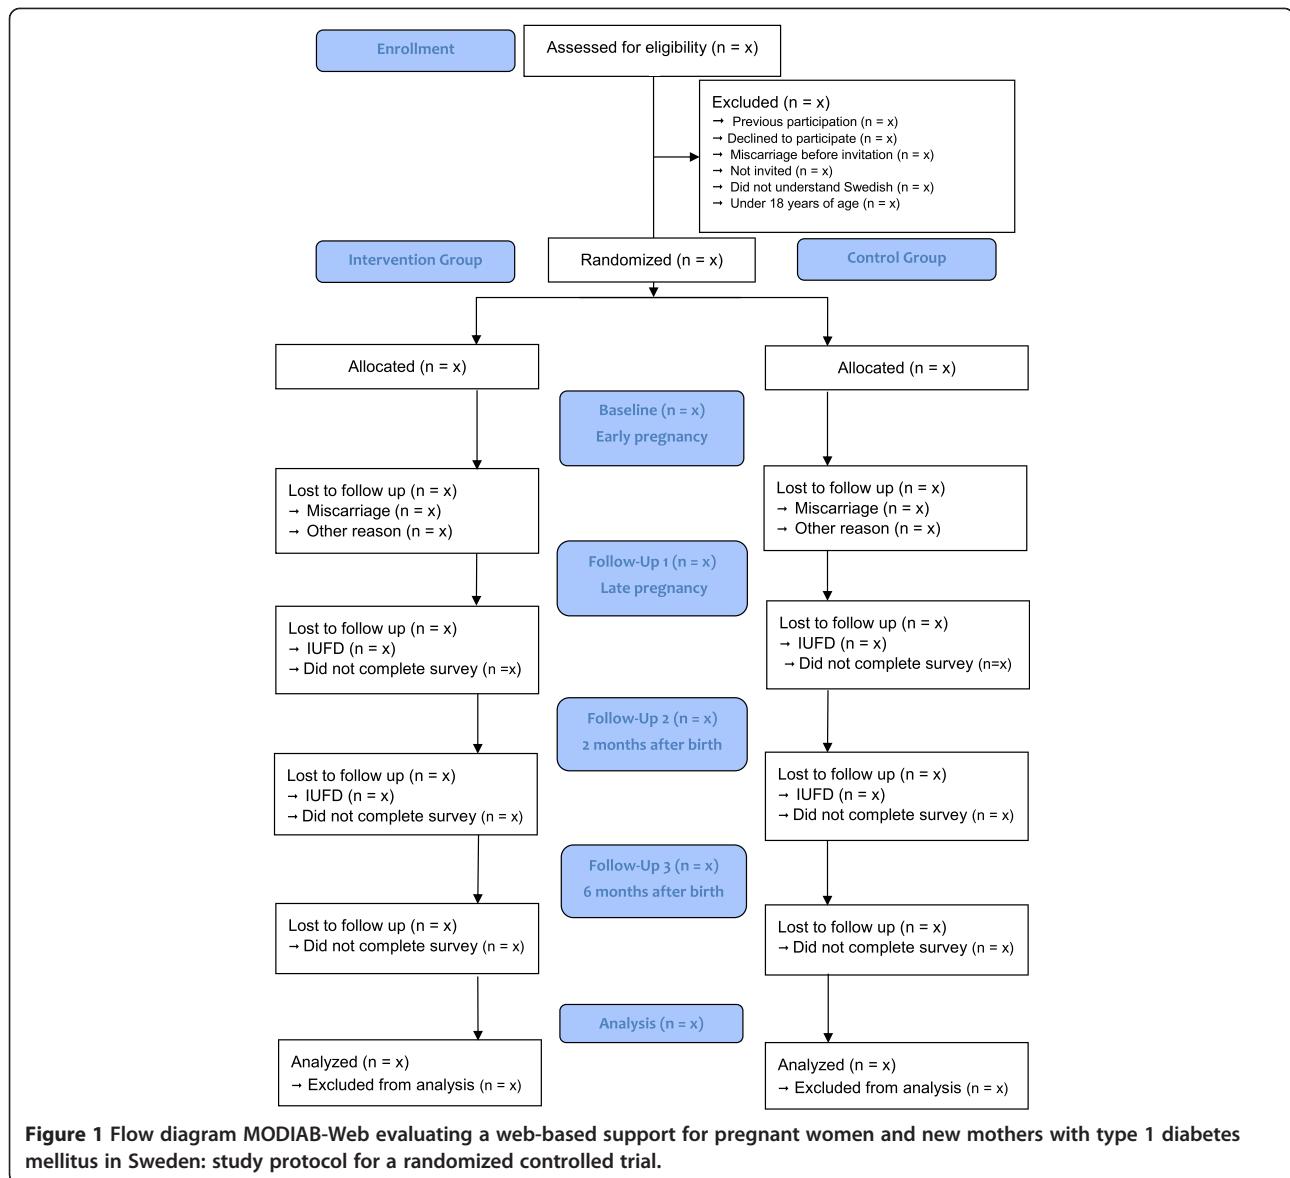 Enrollment
Assessed for eligibility (n = x)
Excluded (n = x)
→ Previous participation (n = x)
→ Declined to participate (n = x)
→ Miscarriage before invitation (n = x)
→ Not invited (n = x)
→ Did not understand Swedish (n = x)
→ Under 18 years of age (n = x)
Intervention Group
Randomized (n = x)
Control Group
Allocated (n = x)
Allocated (n = x)
Baseline (n = x)
Early pregnancy
Lost to follow up (n = x)
→ Miscarriage (n = x)
→ Other reason (n = x)
Lost to follow up (n = x)
→ Miscarriage (n = x)
→ Other reason (n = x)
Follow-Up 1 (n = x)
Late pregnancy
Lost to follow up (n = x)
→ IUFD (n = x)
→ Did not complete survey (n =x)
Lost to follow up (n = x)
→ IUFD (n = x)
→ Did not complete survey (n=x)
Follow-Up 2 (n = x)
2 months after birth
Lost to follow up (n = x)
→ IUFD (n = x)
→ Did not complete survey (n = x)
Lost to follow up (n = x)
→ IUFD (n = x)
→ Did not complete survey (n = x)
Follow-Up 3 (n = x)
6 months after birth
Lost to follow up (n = x)
→ Did not complete survey (n = x)
Lost to follow up (n = x)
→ Did not complete survey (n = x)
Analysis (n = x)
Analyzed (n = x)
→ Excluded from analysis (n = x)
Analyzed (n = x)
→ Excluded from analysis (n = x)
Figure 1 Flow diagram MODIAB-Web evaluating a web-based support for pregnant women and new mothers with type 1 diabetes
mellitus in Sweden: study protocol for a randomized controlled trial.